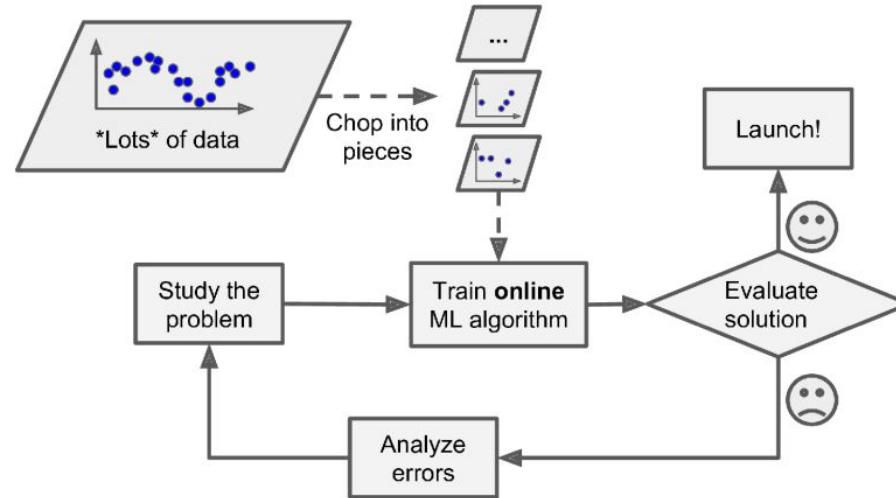 *Lots* of data
Chop into
pieces
...
Launch!
Study the
problem
Train online
ML algorithm
Evaluate
solution
Analyze
errors